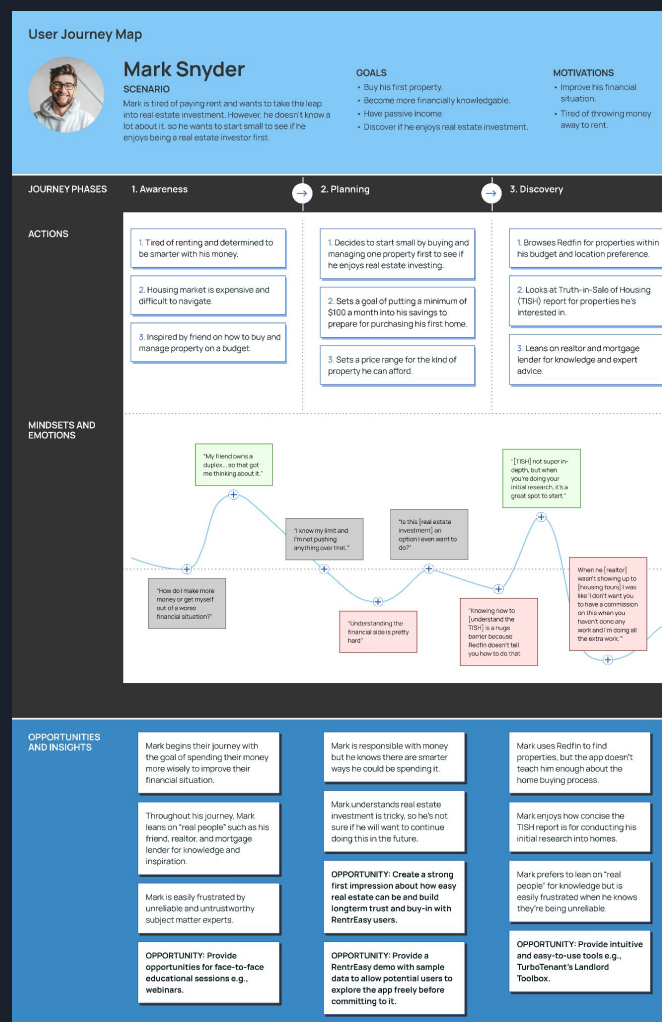 User Journey Map
Mark Snyder
SCENARIO
Mark is tired of paying rent and wants to take the leap
into real estate investment. However, he doesn't know a
lot about it, so he wants to start small to see if he
enjoys being a real estate investor first.
GOALS
• Buy his first property.
• Become more financially knowledgable.
• Have passive income.
• Discover if he enjoys real estate investment.
MOTIVATIONS
• Improve his financial
situation.
• Tired of throwing money
away to rent.
JOURNEY PHASES
1. Awareness
2. Planning
3. Discovery
ACTIONS
1. Tired of renting and determined to
be smarter with his money.
2. Housing market is expensive and
difficult to navigate.
3. Inspired by friend on how to buy and
manage property on a budget.
1. Decides to start small by buying and
managing one property first to see if
he enjoys real estate investing.
2. Sets a goal of putting a minimum of
$100 a month into his savings to
prepare for purchasing his first home.
3. Sets a price range for the kind of
property he can afford.
1. Browses Redfin for properties within
his budget and location preference.
2. Looks at Truth-in-Sale of Housing
(TISH) report for properties he's
interested in.
3. Leans on realtor and mortgage
lender for knowledge and expert
advice.
MINDSETS AND
EMOTIONS
"My friend owns a
duplex... so that got
me thinking about it."
"How do I make more
money or get myself
out of a worse
financial situation?"
"I know my limit and
I'm not pushing
anything over that."
"Understanding the
financial side is pretty
hard"
"Is this [real estate
investment] an
option I even want to
do?"
"Knowing how to
[understand the
TISH] is a huge
barrier because
Redfin doesn't tell
you how to do that
"[TISH] not super in-
depth, but when
you're doing your
initial research, it's a
great spot to start."
When he [realtor]
wasn't showing up to
[housing tours] I was
like 'I don't want you
to have a commission
on this when you
haven't done any
work and I'm doing all
the extra work.'"
OPPORTUNITIES
AND INSIGHTS
Mark begins their journey with
the goal of spending their money
more wisely to improve their
financial situation.
Throughout his journey, Mark
leans on "real people" such as his
friend, realtor, and mortgage
lender for knowledge and
inspiration.
Mark is easily frustrated by
unreliable and untrustworthy
subject matter experts.
OPPORTUNITY: Provide
opportunities for face-to-face
educational sessions e.g.,
webinars.
Mark is responsible with money
but he knows there are smarter
ways he could be spending it.
Mark understands real estate
investment is tricky, so he's not
sure if he will want to continue
doing this in the future.
OPPORTUNITY: Create a strong
first impression about how easy
real estate can be and build
longterm trust and buy-in with
RentrEasy users.
OPPORTUNITY: Provide a
RentrEasy demo with sample
data to allow potential users to
explore the app freely before
committing to it.
Mark uses Redfin to find
properties, but the app doesn't
teach him enough about the
home buying process.
Mark enjoys how concise the
TISH report is for conducting his
initial research into homes.
Mark prefers to lean on "real
people" for knowledge but is
easily frustrated when he knows
they're being unreliable.
OPPORTUNITY: Provide intuitive
and easy-to-use tools e.g.,
TurboTenant's Landlord
Toolbox.